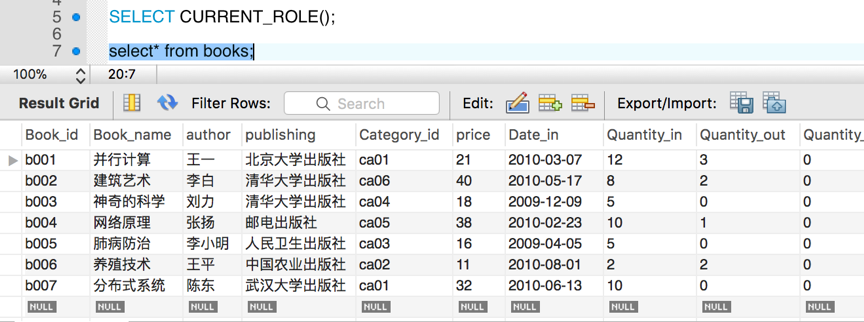 5 SELECT CURRENT_ROLE();
6
7 select* from books;
100% 20:7
Result Grid Filter Rows: Search Edit: Export/Import:
Book_id Book_name author publishing Category_id price Date_in Quantity_in Quantity_out Quantity_
b001 并行计算 王一 北京大学出版社 ca01 21 2010-03-07 12 3 0
b002 建筑艺术 李白 清华大学出版社 ca06 40 2010-05-17 8 2 0
b003 神奇的科学 刘力 清华大学出版社 ca04 18 2009-12-09 5 0 0
b004 网络原理 张扬 邮电出版社 ca05 38 2010-02-23 10 1 0
b005 肺病防治 李小明 人民卫生出版社 ca03 16 2009-04-05 5 0 0
b006 养殖技术 王平 中国农业出版社 ca02 11 2010-08-01 2 2 0
b007 分布式系统 陈东 武汉大学出版社 ca01 32 2010-06-13 10 0 0
NULL NULL NULL NULL NULL NULL NULL NULL NULL NULL